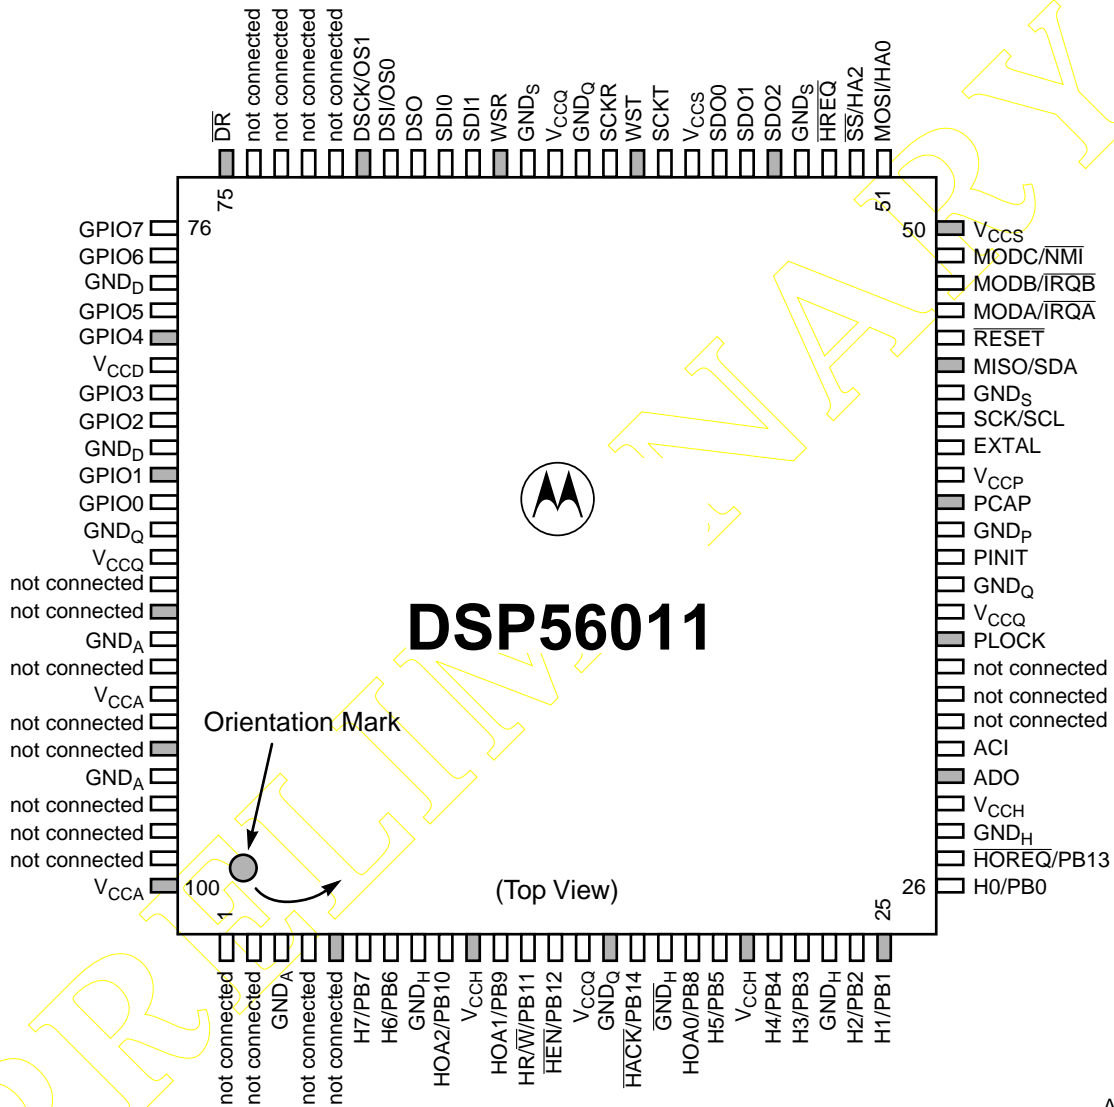 DR
not connected
not connected
not connected
not connected
DSCK/OS1
DSI/OS0
DSO
SDI0
SDI1
WSR
GNDS
VCCQ
GNDQ
SCKR
WST
SCKT
VCCS
SDO0
SDO1
SDO2
GNDS
HREQ
SS/HA2
MOSI/HA0
75
51
76
50
GPIO7
GPIO6
GNDD
GPIO5
GPIO4
VCCD
GPIO3
GPIO2
GNDD
GPIO1
GPIO0
GNDQ
VCCQ
not connected
not connected
GNDA
not connected
VCCA
not connected
not connected
GNDA
not connected
not connected
not connected
VCCA
VCCS
MODC/NMI
MODB/IRQB
MODA/IRQA
RESET
MISO/SDA
GNDS
SCK/SCL
EXTAL
VCCP
PCAP
GNDP
PINIT
GNDQ
VCCQ
PLOCK
not connected
not connected
not connected
ACI
ADO
VCCH
GNDH
HOREQ/PB13
H0/PB0
DSP56011
Orientation Mark
(Top View)
100
26
1
25
not connected
not connected
GNDA
not connected
not connected
H7/PB7
H6/PB6
GNDH
HOA2/PB10
VCCH
HOA1/PB9
HR/W/PB11
HEN/PB12
VCCQ
GNDQ
HACK/PB14
GNDH
HOA0/PB8
H5/PB5
VCCH
H4/PB4
H3/PB3
GNDH
H2/PB2
H1/PB1
PRELIMINARY